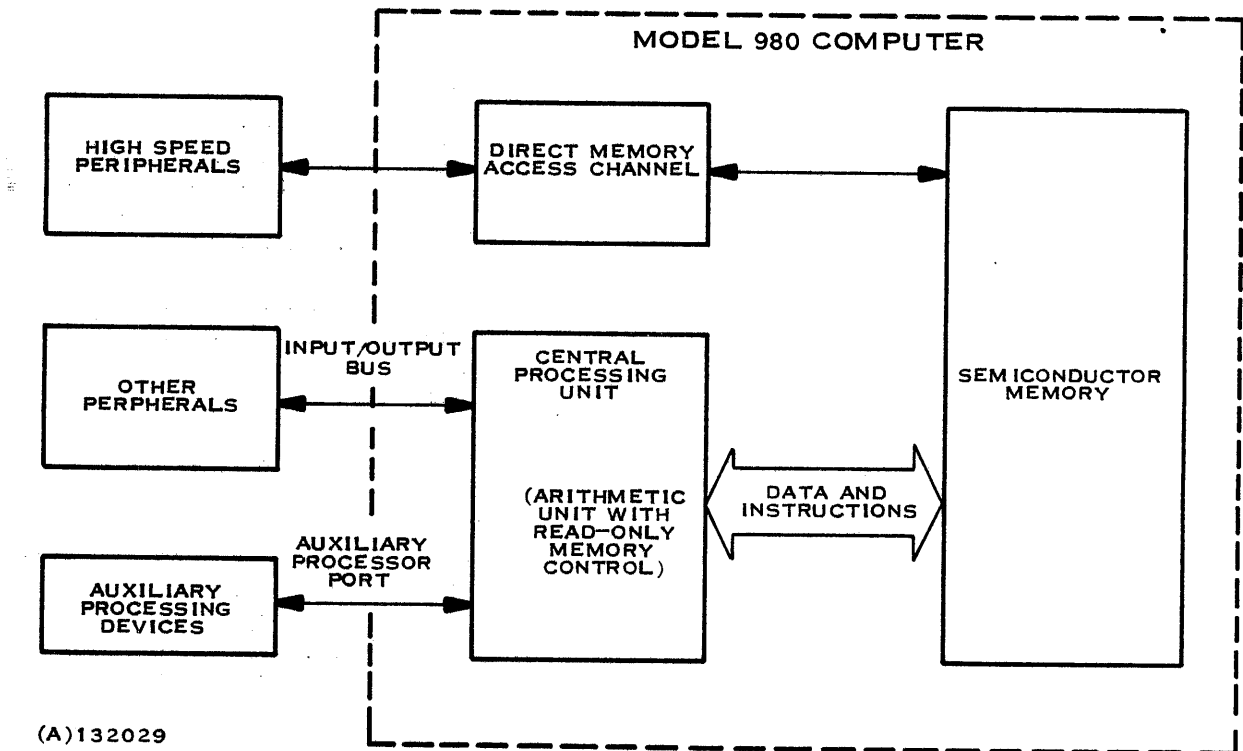 MODEL 980 COMPUTER
HIGH SPEED
PERIPHERALS
DIRECT MEMORY
ACCESS CHANNEL
INPUT/OUTPUT
BUS
OTHER
PERPHERALS
CENTRAL
PROCESSING
UNIT
(ARITHMETIC
UNIT WITH
READ-ONLY
MEMORY
CONTROL)
SEMICONDUCTOR
MEMORY
DATA AND
INSTRUCTIONS
AUXILIARY
PROCESSOR
PORT
AUXILIARY
PROCESSING
DEVICES
(A)132029